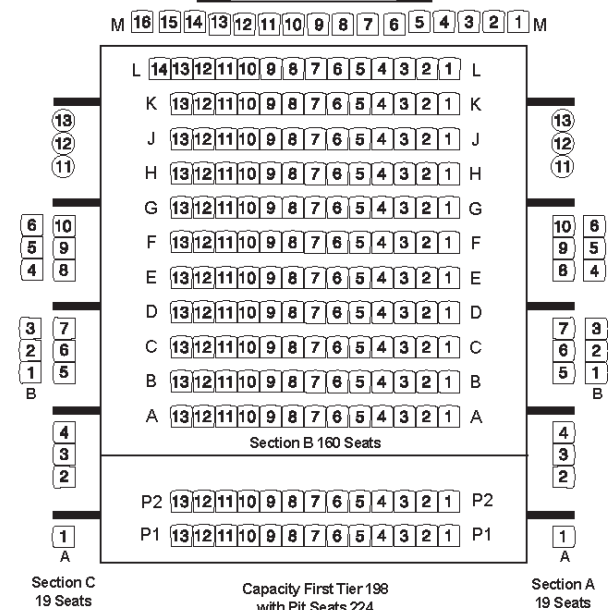 M 16 15 14 13 12 11 10 9 8 7 6 5 4 3 2 1 M
L 14 13 12 11 10 9 8 7 6 5 4 3 2 1 L
K 13 12 11 10 9 8 7 6 5 4 3 2 1 K
13 13
J 13 12 11 10 9 8 7 6 5 4 3 2 1 J
12 12
11 H 13 12 11 10 9 8 7 6 5 4 3 2 1 H 11
G 13 12 11 10 9 8 7 6 5 4 3 2 1 G
6 10 10 6
5 9 F 13 12 11 10 9 8 7 6 5 4 3 2 1 F 9 5
4 8 E 13 12 11 10 9 8 7 6 5 4 3 2 1 E 8 4
D 13 12 11 10 9 8 7 6 5 4 3 2 1 D
3 7 7 3
2 6 C 13 12 11 10 9 8 7 6 5 4 3 2 1 C 6 2
1 5 B 13 12 11 10 9 8 7 6 5 4 3 2 1 B 5 1
B B
A 13 12 11 10 9 8 7 6 5 4 3 2 1 A
4 4
Section B 160 Seats
3 3
2 2
P2 13 12 11 10 9 8 7 6 5 4 3 2 1 P2
1 P1 13 12 11 10 9 8 7 6 5 4 3 2 1 P1 1
A A
Section C Section A
19 Seats 19 Seats
Capacity First Tier 198
with Pit Seats 224